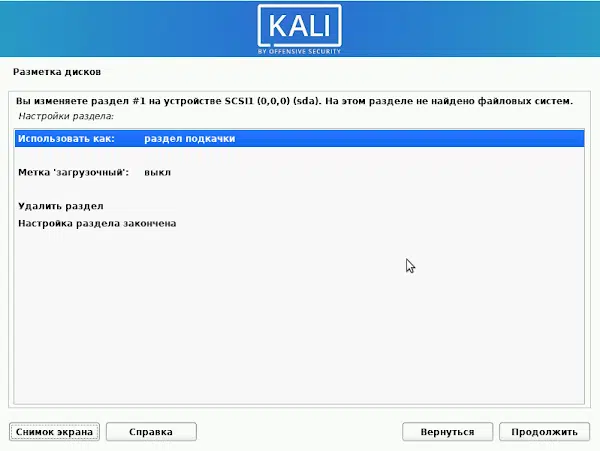 KALI
BY OFFENSIVE SECURITY
Разметка дисков
Вы изменяете раздел #1 на устройстве SCSI1 (0,0,0) (sda). На этом разделе не найдено файловых систем.
Настройки раздела:
Использовать как: раздел подкачки
Метка 'загрузочный': выкл
Удалить раздел
Настройка раздела закончена
Снимок экрана Справка Вернуться Продолжить